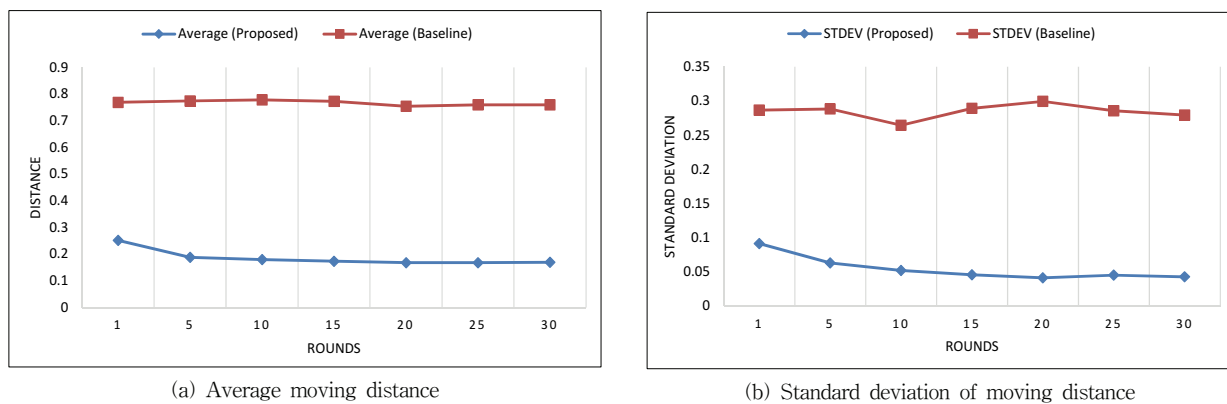 Average (Proposed) Average (Baseline)
0.9
0.8
0.7
0.6
0.5
0.4
0.3
0.2
0.1
0
DISTANCE
1 5 10 15 20 25 30
ROUNDS
(a) Average moving distance
STDEV (Proposed) STDEV (Baseline)
0.35
0.3
0.25
0.2
0.15
0.1
0.05
0
STANDARD DEVIATION
1 5 10 15 20 25 30
ROUNDS
(b) Standard deviation of moving distance